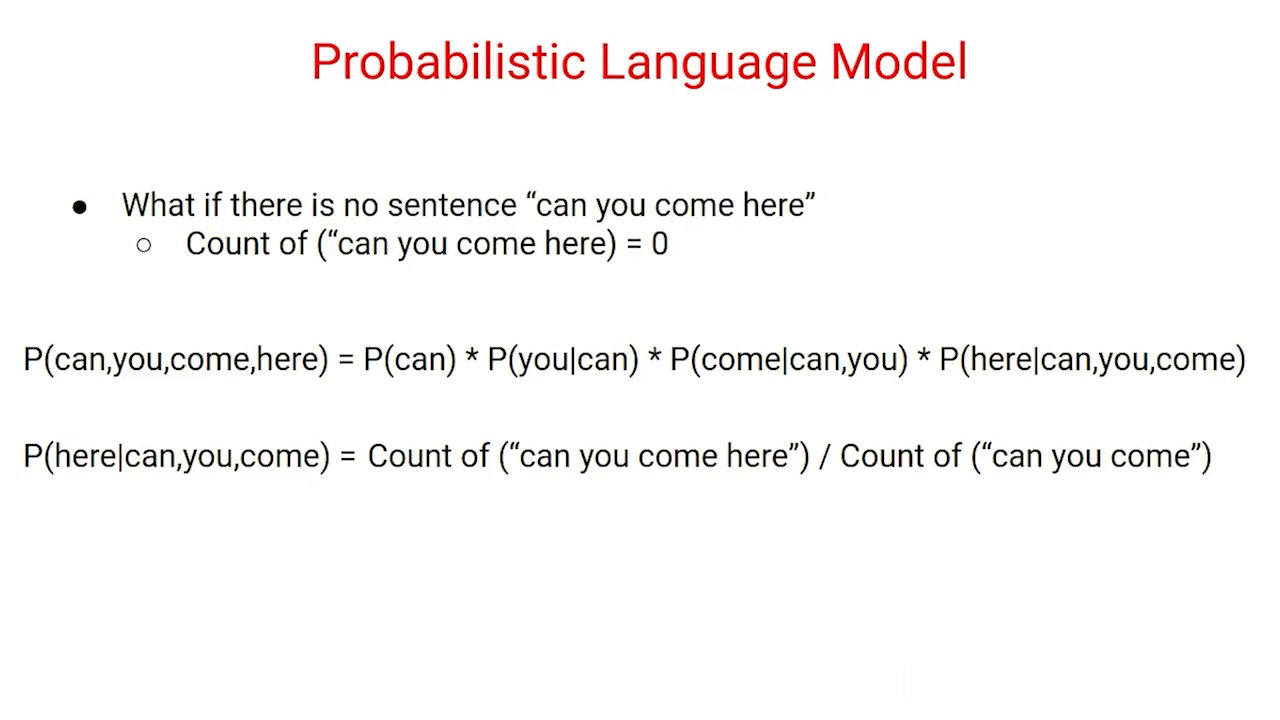 Probabilistic Language Model
● What if there is no sentence “can you come here”
○ Count of (“can you come here) = 0
P(can,you,come,here) = P(can) * P(you|can) * P(come|can,you) * P(here|can,you,come)
P(here|can,you,come) = Count of (“can you come here”) / Count of (“can you come”)